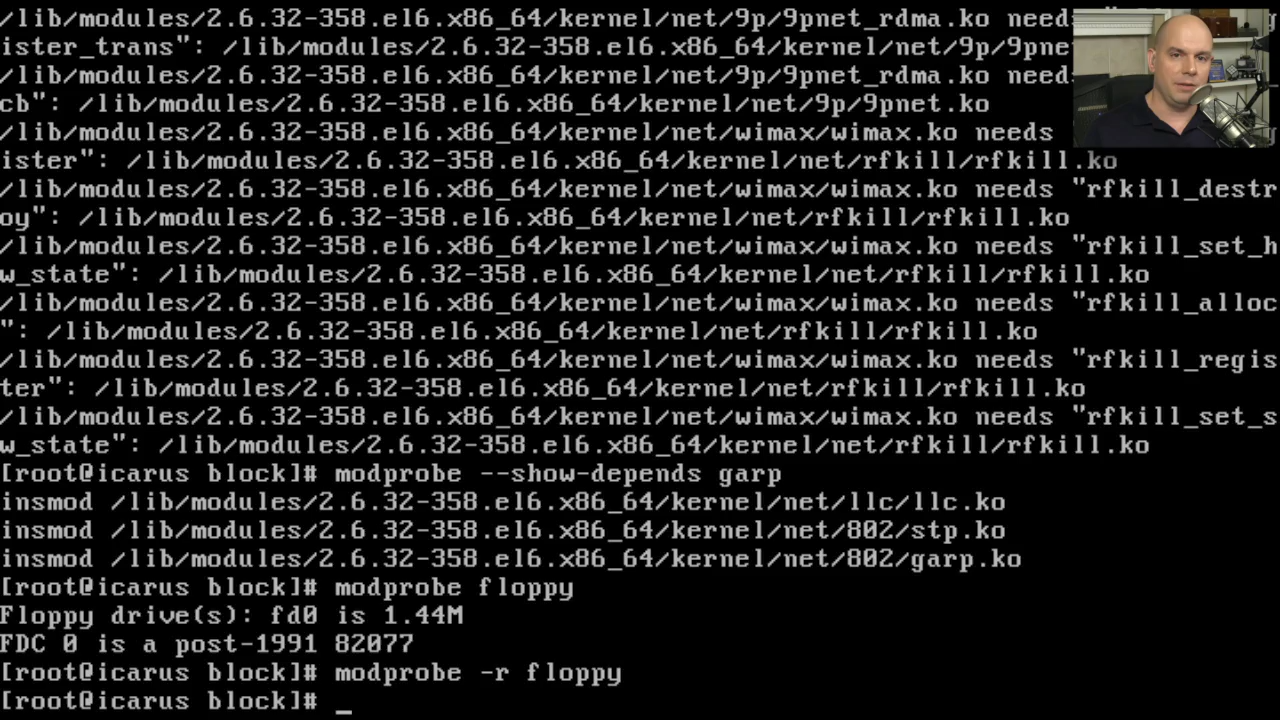 /lib/modules/2.6.32-358.el6.x86_64/kernel/net/9p/9pnet_rdma.ko needs
ister_trans": /lib/modules/2.6.32-358.el6.x86_64/kernel/net/9p/9pne
/lib/modules/2.6.32-358.el6.x86_64/kernel/net/9p/9pnet_rdma.ko need
cb": /lib/modules/2.6.32-358.el6.x86_64/kernel/net/9p/9pnet.ko
/lib/modules/2.6.32-358.el6.x86_64/kernel/net/wimax/wimax.ko needs
ister": /lib/modules/2.6.32-358.el6.x86_64/kernel/net/rfkill/rfkill.ko
/lib/modules/2.6.32-358.el6.x86_64/kernel/net/wimax/wimax.ko needs "rfkill_destr
oy": /lib/modules/2.6.32-358.el6.x86_64/kernel/net/rfkill/rfkill.ko
/lib/modules/2.6.32-358.el6.x86_64/kernel/net/wimax/wimax.ko needs "rfkill_set_h
w_state": /lib/modules/2.6.32-358.el6.x86_64/kernel/net/rfkill/rfkill.ko
/lib/modules/2.6.32-358.el6.x86_64/kernel/net/wimax/wimax.ko needs "rfkill_alloc
": /lib/modules/2.6.32-358.el6.x86_64/kernel/net/rfkill/rfkill.ko
/lib/modules/2.6.32-358.el6.x86_64/kernel/net/wimax/wimax.ko needs "rfkill_regis
ter": /lib/modules/2.6.32-358.el6.x86_64/kernel/net/rfkill/rfkill.ko
/lib/modules/2.6.32-358.el6.x86_64/kernel/net/wimax/wimax.ko needs "rfkill_set_s
w_state": /lib/modules/2.6.32-358.el6.x86_64/kernel/net/rfkill/rfkill.ko
[root@icarus block]# modprobe --show-depends garp
insmod /lib/modules/2.6.32-358.el6.x86_64/kernel/net/llc/llc.ko
insmod /lib/modules/2.6.32-358.el6.x86_64/kernel/net/802/stp.ko
insmod /lib/modules/2.6.32-358.el6.x86_64/kernel/net/802/garp.ko
[root@icarus block]# modprobe floppy
Floppy drive(s): fd0 is 1.44M
FDC 0 is a post-1991 82077
[root@icarus block]# modprobe -r floppy
[root@icarus block]# _